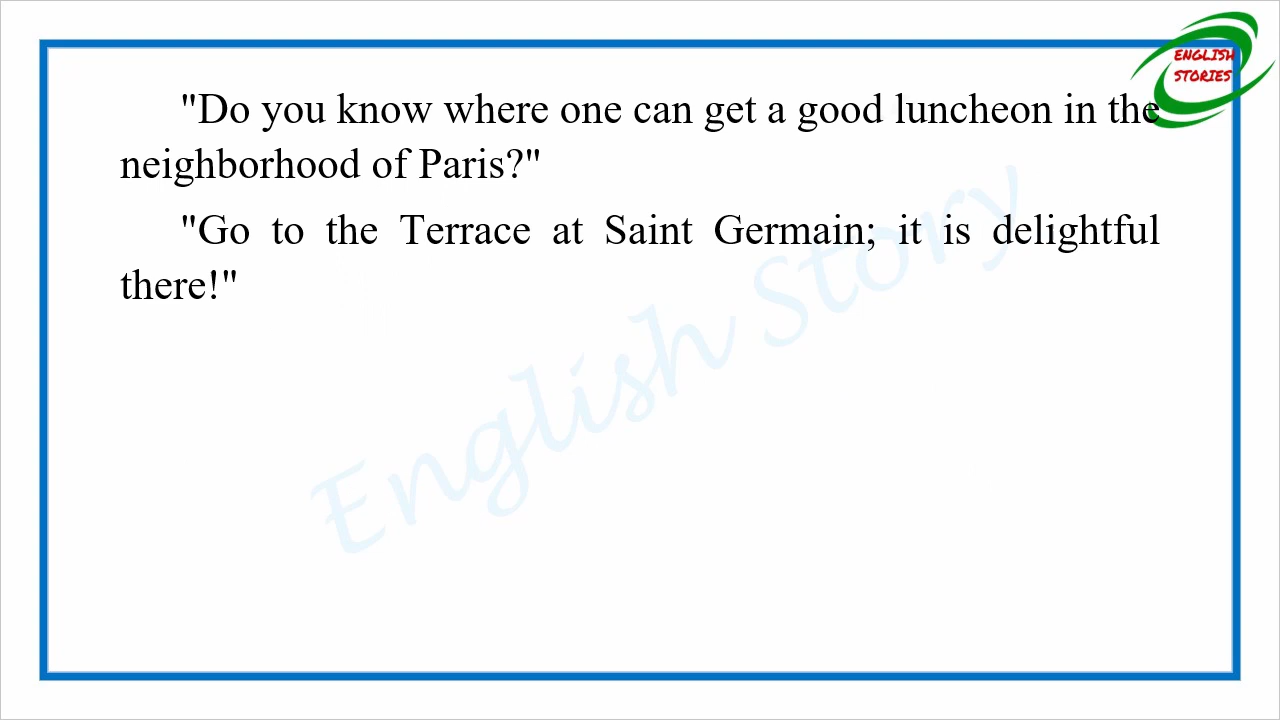 ENGLISH
STORIES
"Do you know where one can get a good luncheon in the
neighborhood of Paris?"
"Go to the Terrace at Saint Germain; it is delightful
there!"
English Story